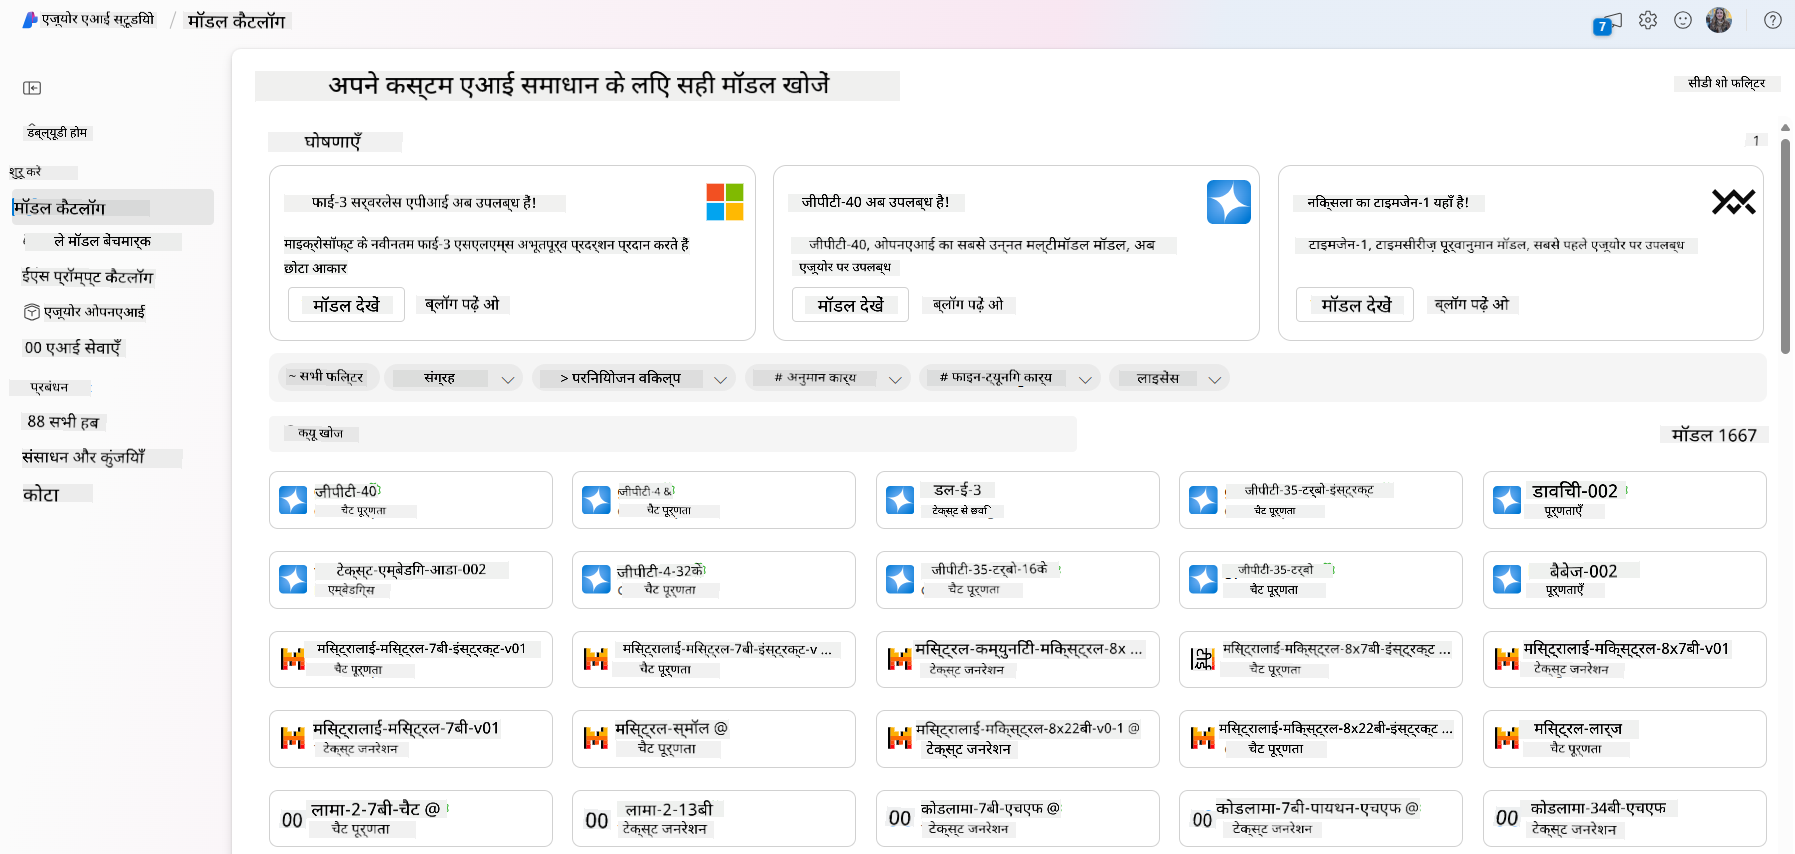 एज़्योर एआई स्टूडियो / मॉडल कैटलॉग
7
डब्ल्यूडी होम
शुरू करें
मॉडल कैटलॉग
ले मॉडल बेंचमार्क
ईएस प्रॉम्प्ट कैटलॉग
एज़्योर ओपनएआई
00 एआई सेवाएँ
प्रबंधन
88 सभी हब
संसाधन और कुंजियाँ
कोटा
अपने कस्टम एआई समाधान के लिए सही मॉडल खोजें
सीडी शो फिल्टर
घोषणाएँ
1
फाई-3 सर्वरलेस एपीआई अब उपलब्ध हैं!
माइक्रोसॉफ्ट के नवीनतम फाई-3 एसएलएम्स अभूतपूर्व प्रदर्शन प्रदान करते हैं
छोटा आकार
मॉडल देखें
ब्लॉग पढ़ें ओ
जीपीटी-40 अब उपलब्ध है!
जीपीटी-40, ओपनएआई का सबसे उन्नत मल्टीमॉडल मॉडल, अब
एज़्योर पर उपलब्ध
मॉडल देखें
ब्लॉग पढ़ें ओ
निक्सला का टाइमजेन-1 यहाँ है!
टाइमजेन-1, टाइमसीरीज़ पूर्वानुमान मॉडल, सबसे पहले एज़्योर पर उपलब्ध
मॉडल देखें
ब्लॉग पढ़ें ओ
~ सभी फिल्टर
संग्रह
> परिनियोजन विकल्प
# अनुमान कार्य
# फाइन-ट्यूनिंग कार्य
लाइसेंस
क्यू खोज
मॉडल 1667
जीपीटी-40
चैट पूर्णता
जीपीटी-4 &
चैट पूर्णता
डल-ई-3
टेक्स्ट से छवि
जीपीटी-35-टर्बो-इंस्ट्रक्ट
चैट पूर्णता
डाविंची-002
पूर्णताएँ
टेक्स्ट-एम्बेडिंग-आडा-002
एम्बेडिंग्स
जीपीटी-4-32के
चैट पूर्णता
जीपीटी-35-टर्बो-16के
चैट पूर्णता
जीपीटी-35-टर्बो
चैट पूर्णता
बैबेज-002
पूर्णताएँ
मिस्ट्रालाई-मिस्ट्रल-7बी-इंस्ट्रक्ट-v01
चैट पूर्णता
मिस्ट्रालाई-मिस्ट्रल-7बी-इंस्ट्रक्ट-v ...
चैट पूर्णता
मिस्ट्रल-कम्युनिटी-मिक्स्ट्रल-8x ...
टेक्स्ट जनरेशन
मिस्ट्रालाई-मिक्स्ट्रल-8x7बी-इंस्ट्रक्ट ...
चैट पूर्णता
मिस्ट्रालाई-मिक्स्ट्रल-8x7बी-v01
टेक्स्ट जनरेशन
मिस्ट्रालाई-मिस्ट्रल-7बी-v01
टेक्स्ट जनरेशन
मिस्ट्रल-स्मॉल @
चैट पूर्णता
मिस्ट्रालाई-मिक्स्ट्रल-8x22बी-v0-1 @
टेक्स्ट जनरेशन
मिस्ट्रालाई-मिक्स्ट्रल-8x22बी-इंस्ट्रक्ट ...
चैट पूर्णता
मिस्ट्रल-लार्ज
चैट पूर्णता
00 लामा-2-7बी-चैट @
चैट पूर्णता
00 लामा-2-13बी
टेक्स्ट जनरेशन
00 कोडलामा-7बी-एचएफ @
टेक्स्ट जनरेशन
00 कोडलामा-7बी-पायथन-एचएफ @
टेक्स्ट जनरेशन
00 कोडलामा-34बी-एचएफ
टेक्स्ट जनरेशन